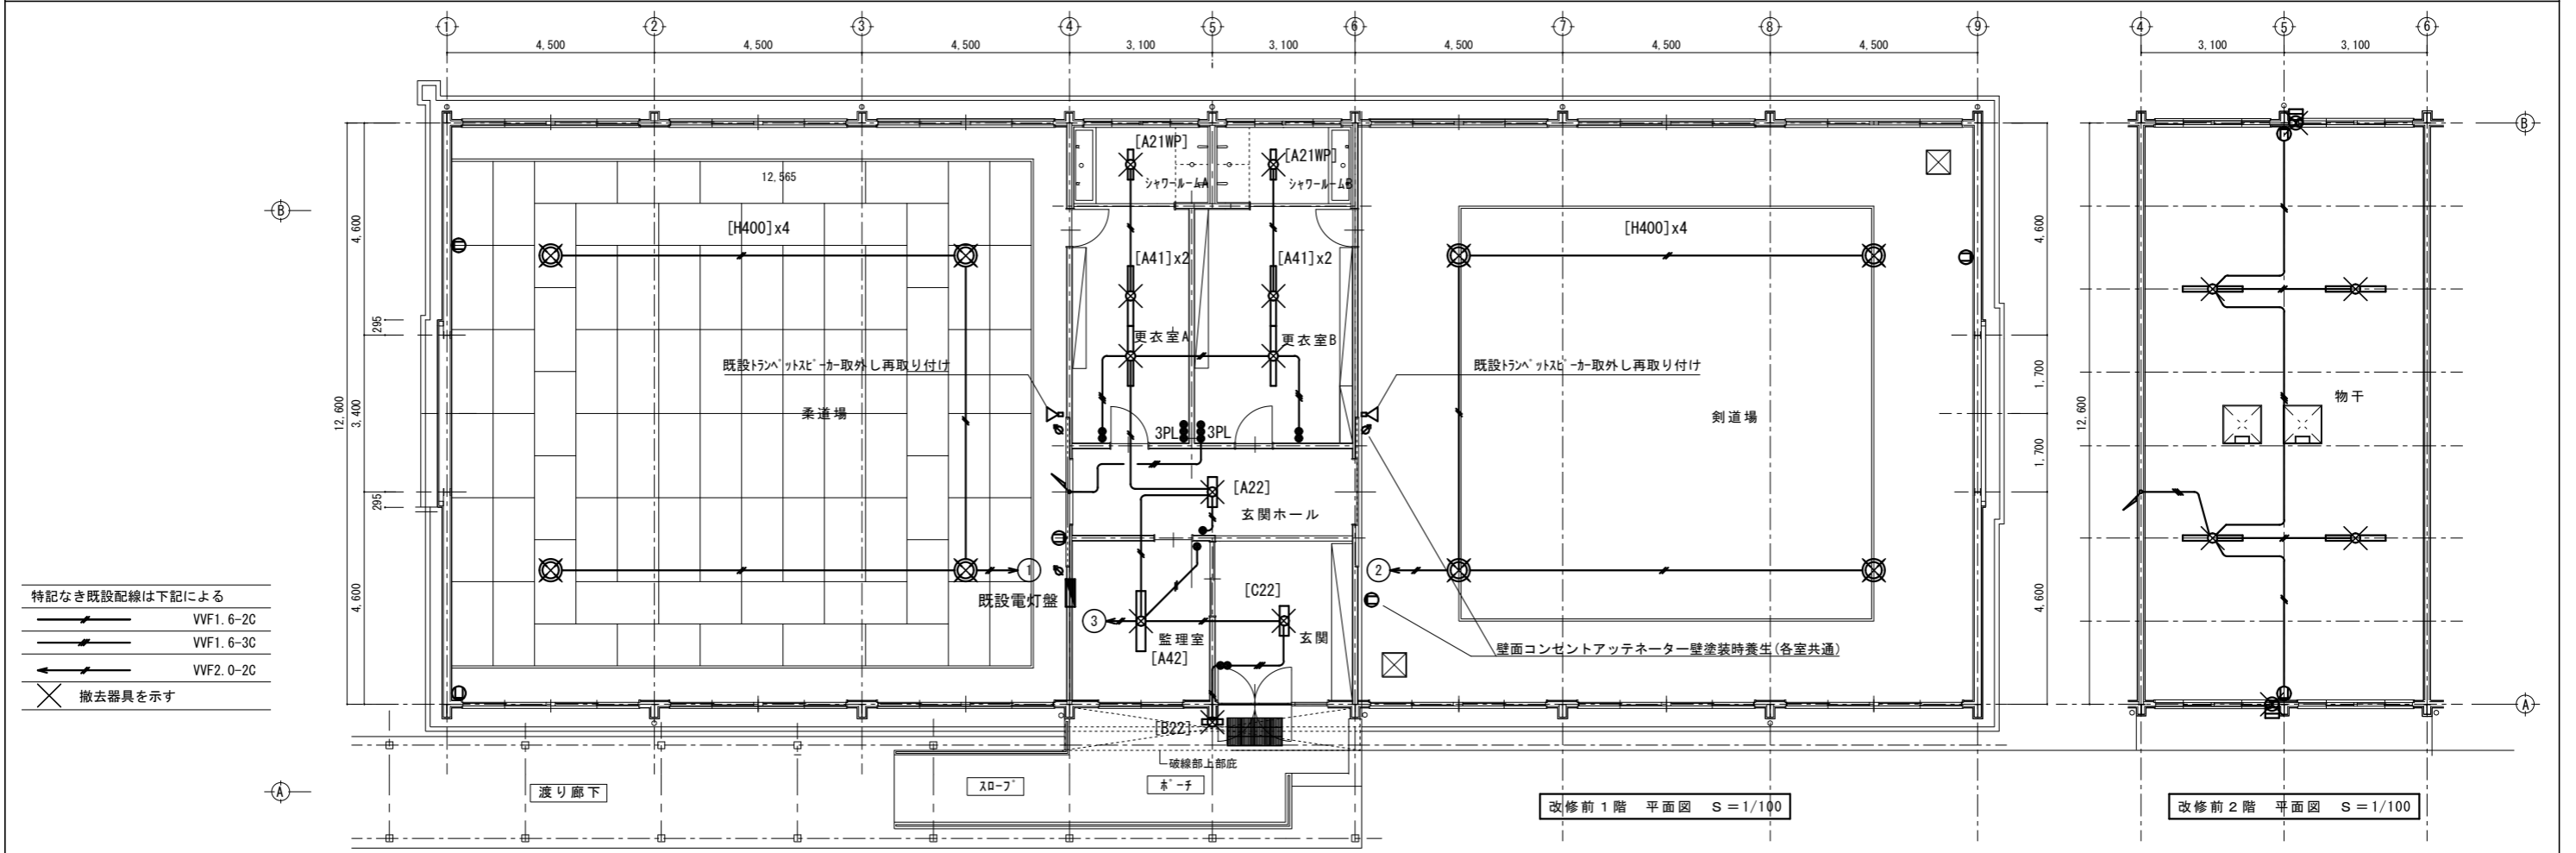 ① ② ③ ④ ⑤ ⑥ ⑦ ⑧ ⑨
4,500 4,500 4,500 3,100 3,100 4,500 4,500 4,500
④ ⑤ ⑥
3,100 3,100
Ⓑ
Ⓑ
Ⓐ
Ⓐ
12,600
4,600
295
3,400
295
4,600
12,565
[H400]x4
柔道場
既設トランペットスピーカー取外し再取り付け
①
既設電灯盤
[A21WP]
シャワールームA
[A21WP]
シャワールームB
[A41]x2
[A41]x2
更衣室A
更衣室B
3PL
3PL
[A22]
玄関ホール
[C22]
③
監理室
[A42]
玄関
[B22]
破線部上部庇
[H400]x4
既設トランペットスピーカー取外し再取り付け
剣道場
②
壁面コンセントアッテネーター壁塗装時養生(各室共通)
4,600
1,700
1,700
4,600
12,600
物干
特記なき既設配線は下記による
VVF1.6-2C
VVF1.6-3C
VVF2.0-2C
撤去器具を示す
渡り廊下
スロープ
ポーチ
改修前1階 平面図 S=1/100
改修前2階 平面図 S=1/100